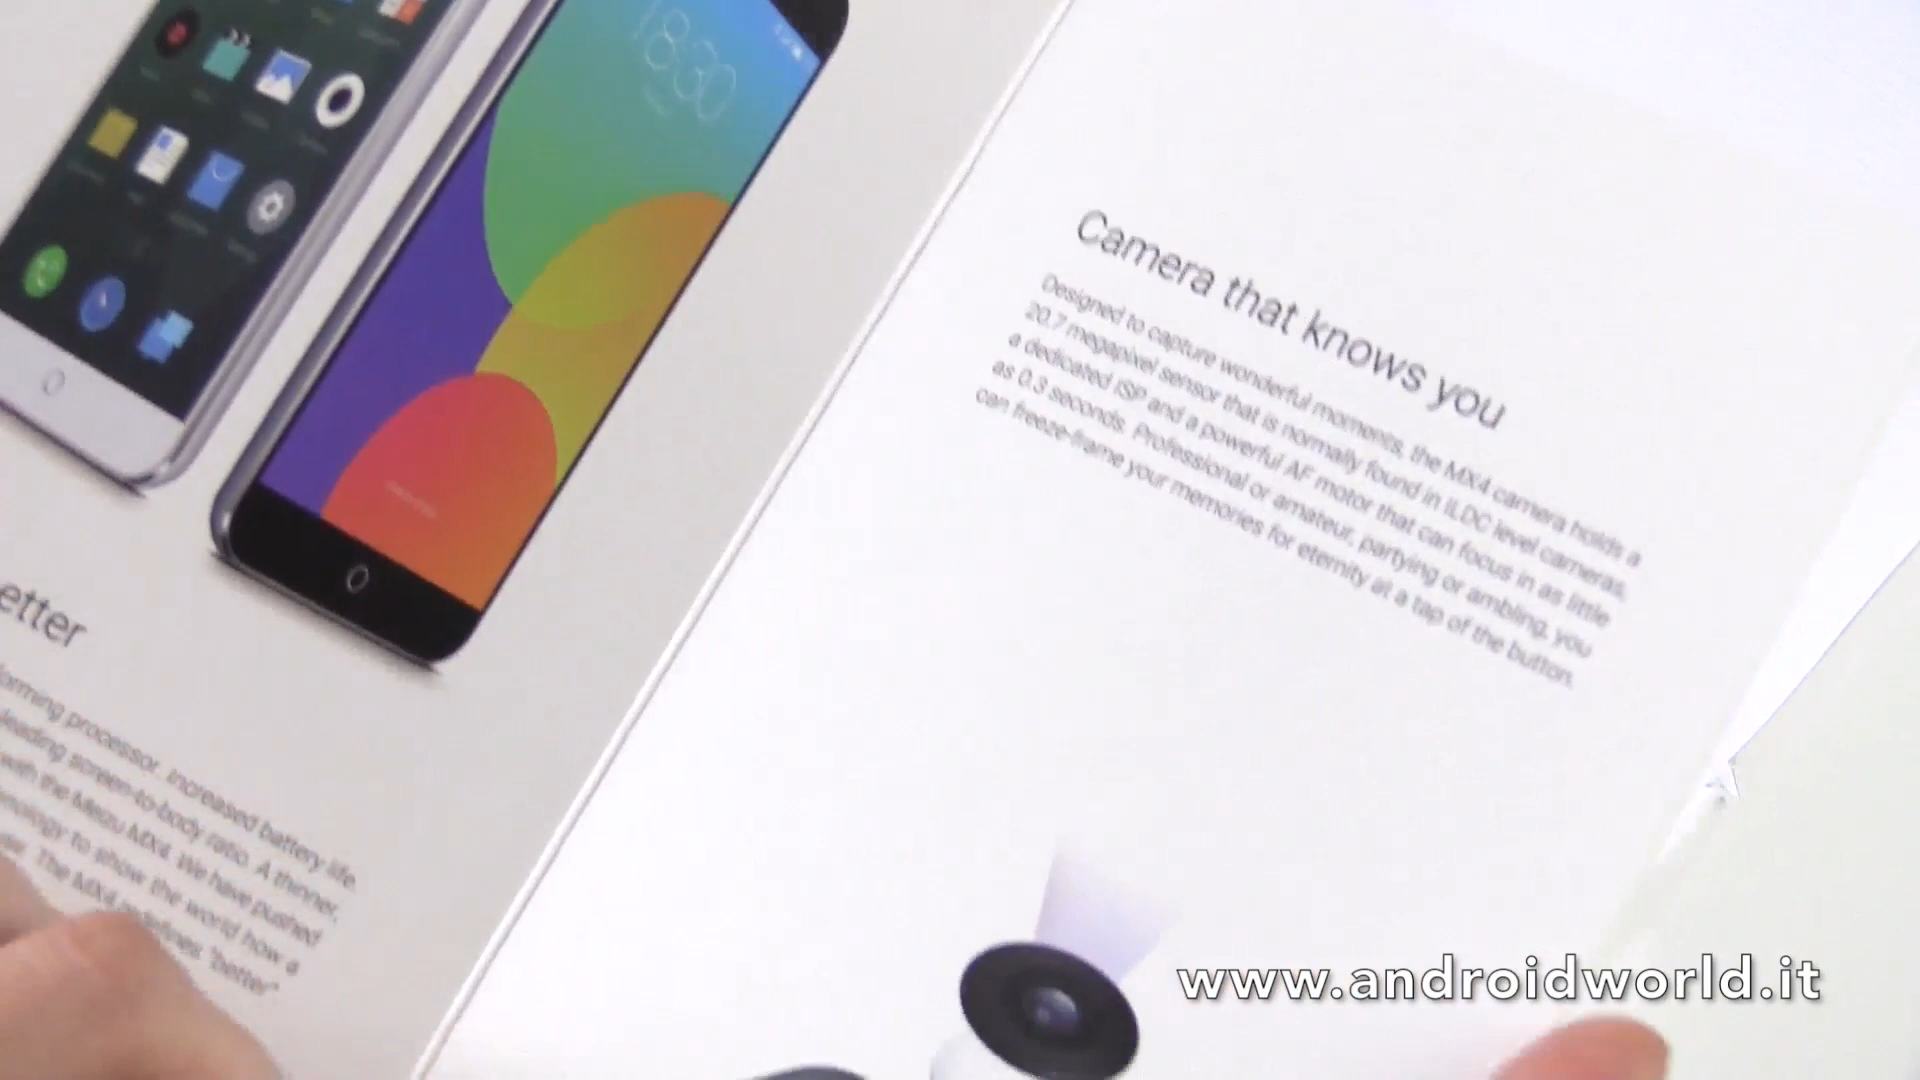 18:30
etter
orming processor. Increased battery life.
leading screen-to-body ratio. A thinner,
with the Meizu MX4. We have pushed
nology to show the world how a
The MX4 redefines "better"
Camera that knows you
Designed to capture wonderful moments, the MX4 camera holds a
20.7 megapixel sensor that is normally found in ILDC level cameras,
a dedicated ISP and a powerful AF motor that can focus in as little
as 0.3 seconds. Professional or amateur, partying or ambling, you
can freeze-frame your memories for eternity at a tap of the button.
www.androidworld.it